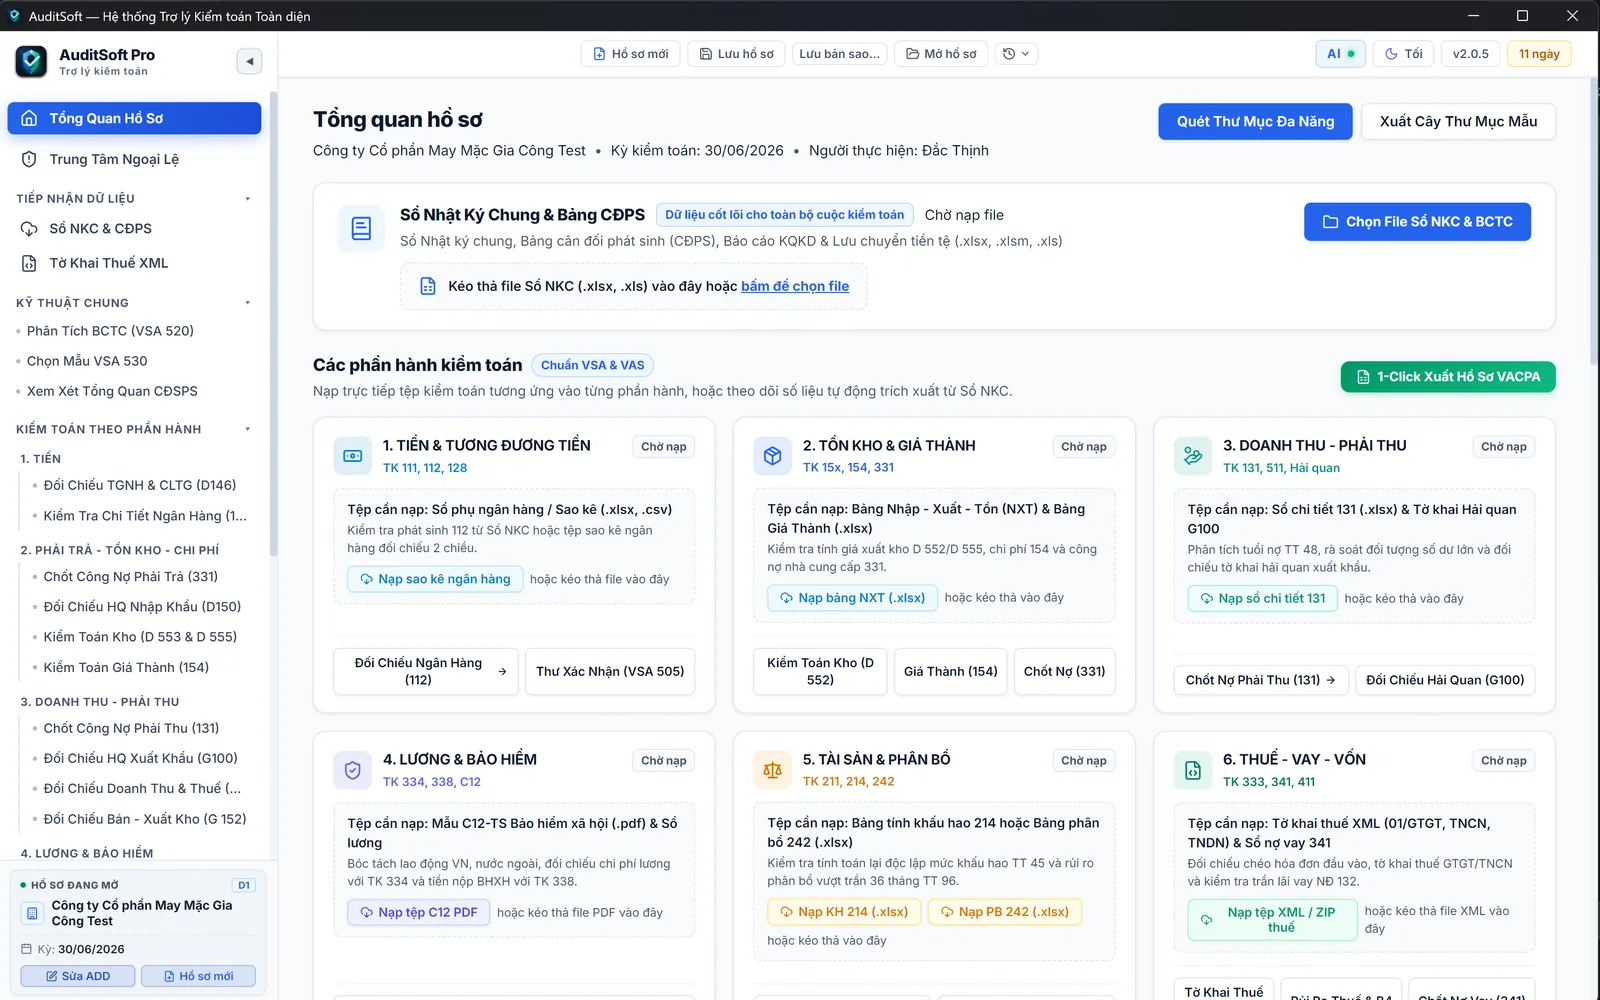 AuditSoft — Hệ thống Trợ lý Kiểm toán Toàn diện
AuditSoft Pro
Trợ lý kiểm toán
Hồ sơ mới
Lưu hồ sơ
Lưu bản sao...
Mở hồ sơ
AI
Tối
v2.0.5
11 ngày
Tổng Quan Hồ Sơ
Trung Tâm Ngoại Lệ
TIẾP NHẬN DỮ LIỆU
Sổ NKC & CĐPS
Tờ Khai Thuế XML
KỸ THUẬT CHUNG
Phân Tích BCTC (VSA 520)
Chọn Mẫu VSA 530
Xem Xét Tổng Quan CĐSPS
KIỂM TOÁN THEO PHẦN HÀNH
1. TIỀN
Đối Chiếu TGNH & CLTG (D146)
Kiểm Tra Chi Tiết Ngân Hàng (1...
2. PHẢI TRẢ - TỒN KHO - CHI PHÍ
Chốt Công Nợ Phải Trả (331)
Đối Chiếu HQ Nhập Khẩu (D150)
Kiểm Toán Kho (D 553 & D 555)
Kiểm Toán Giá Thành (154)
3. DOANH THU - PHẢI THU
Chốt Công Nợ Phải Thu (131)
Đối Chiếu HQ Xuất Khẩu (G100)
Đối Chiếu Doanh Thu & Thuế (...
Đối Chiếu Bán - Xuất Kho (G 152)
4. LƯƠNG & BẢO HIỂM
HỒ SƠ ĐANG MỞ
D1
Công ty Cổ phần May Mặc Gia
Công Test
Kỳ: 30/06/2026
Sửa ADD
Hồ sơ mới
Tổng quan hồ sơ
Công ty Cổ phần May Mặc Gia Công Test • Kỳ kiểm toán: 30/06/2026 • Người thực hiện: Đắc Thịnh
Quét Thư Mục Đa Năng
Xuất Cây Thư Mục Mẫu
Sổ Nhật Ký Chung & Bảng CĐPS
Dữ liệu cốt lõi cho toàn bộ cuộc kiểm toán
Chờ nạp file
Sổ Nhật ký chung, Bảng cân đối phát sinh (CĐPS), Báo cáo KQKD & Lưu chuyển tiền tệ (.xlsx, .xlsm, .xls)
Chọn File Sổ NKC & BCTC
Kéo thả file Sổ NKC (.xlsx, .xls) vào đây hoặc bấm để chọn file
Các phần hành kiểm toán
Chuẩn VSA & VAS
Nạp trực tiếp tệp kiểm toán tương ứng vào từng phần hành, hoặc theo dõi số liệu tự động trích xuất từ Sổ NKC.
1-Click Xuất Hồ Sơ VACPA
1. TIỀN & TƯƠNG ĐƯƠNG TIỀN
Chờ nạp
TK 111, 112, 128
Tệp cần nạp: Sổ phụ ngân hàng / Sao kê (.xlsx, .csv)
Kiểm tra phát sinh 112 từ Sổ NKC hoặc tệp sao kê ngân
hàng đối chiếu 2 chiều.
Nạp sao kê ngân hàng
hoặc kéo thả file vào đây
Đối Chiếu Ngân Hàng
(112)
→
Thư Xác Nhận (VSA 505)
2. TỒN KHO & GIÁ THÀNH
Chờ nạp
TK 15x, 154, 331
Tệp cần nạp: Bảng Nhập - Xuất - Tồn (NXT) & Bảng
Giá Thành (.xlsx)
Kiểm tra tính giá xuất kho D 552/D 555, chi phí 154 và công
nợ nhà cung cấp 331.
Nạp bảng NXT (.xlsx)
hoặc kéo thả vào đây
Kiểm Toán Kho (D
552)
Giá Thành (154)
Chốt Nợ (331)
3. DOANH THU - PHẢI THU
Chờ nạp
TK 131, 511, Hải quan
Tệp cần nạp: Sổ chi tiết 131 (.xlsx) & Tờ khai Hải quan
G100
Phân tích tuổi nợ TT 48, rà soát đối tượng số dư lớn và đối
chiếu tờ khai hải quan xuất khẩu.
Nạp sổ chi tiết 131
hoặc kéo thả vào đây
Chốt Nợ Phải Thu (131) →
Đối Chiếu Hải Quan (G100)
4. LƯƠNG & BẢO HIỂM
Chờ nạp
TK 334, 338, C12
Tệp cần nạp: Mẫu C12-TS Bảo hiểm xã hội (.pdf) & Sổ
lương
Bóc tách lao động VN, nước ngoài, đối chiếu chi phí lương
với TK 334 và tiền nộp BHXH với TK 338.
Nạp tệp C12 PDF
hoặc kéo thả file PDF vào đây
5. TÀI SẢN & PHÂN BỔ
Chờ nạp
TK 211, 214, 242
Tệp cần nạp: Bảng tính khấu hao 214 hoặc Bảng phân
bổ 242 (.xlsx)
Kiểm tra tính toán lại độc lập mức khấu hao TT 45 và rủi ro
phân bổ vượt trần 36 tháng TT 96.
Nạp KH 214 (.xlsx)
Nạp PB 242 (.xlsx)
hoặc kéo thả vào đây
6. THUẾ - VAY - VỐN
Chờ nạp
TK 333, 341, 411
Tệp cần nạp: Tờ khai thuế XML (01/GTGT, TNCN,
TNDN) & Sổ nợ vay 341
Đối chiếu chéo hóa đơn đầu vào, tờ khai thuế GTGT/TNCN
và kiểm tra trần lãi vay NĐ 132.
Nạp tệp XML / ZIP
thuế
hoặc kéo thả file XML vào
đây
Tờ Khai Thuế